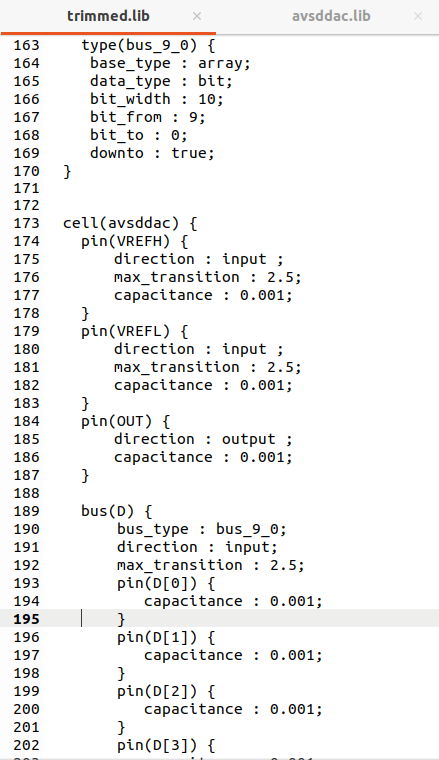 trimmed.lib × avsddac.lib ×
163 type(bus_9_0) {
164 base_type : array;
165 data_type : bit;
166 bit_width : 10;
167 bit_from : 9;
168 bit_to : 0;
169 downto : true;
170 }
171
172
173 cell(avsddac) {
174 pin(VREFH) {
175 direction : input ;
176 max_transition : 2.5;
177 capacitance : 0.001;
178 }
179 pin(VREFL) {
180 direction : input ;
181 max_transition : 2.5;
182 capacitance : 0.001;
183 }
184 pin(OUT) {
185 direction : output ;
186 capacitance : 0.001;
187 }
188
189 bus(D) {
190 bus_type : bus_9_0;
191 direction : input;
192 max_transition : 2.5;
193 pin(D[0]) {
194 capacitance : 0.001;
195 }
196 pin(D[1]) {
197 capacitance : 0.001;
198 }
199 pin(D[2]) {
200 capacitance : 0.001;
201 }
202 pin(D[3]) {